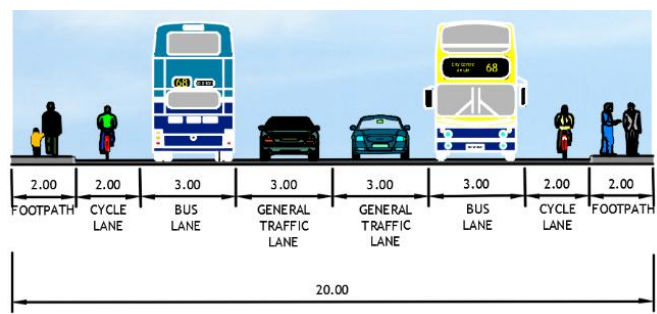 68
68
2.00 2.00 3.00 3.00 3.00 3.00 2.00 2.00
FOOTPATH CYCLE LANE BUS LANE GENERAL TRAFFIC LANE GENERAL TRAFFIC LANE BUS LANE CYCLE LANE FOOTPATH
20.00